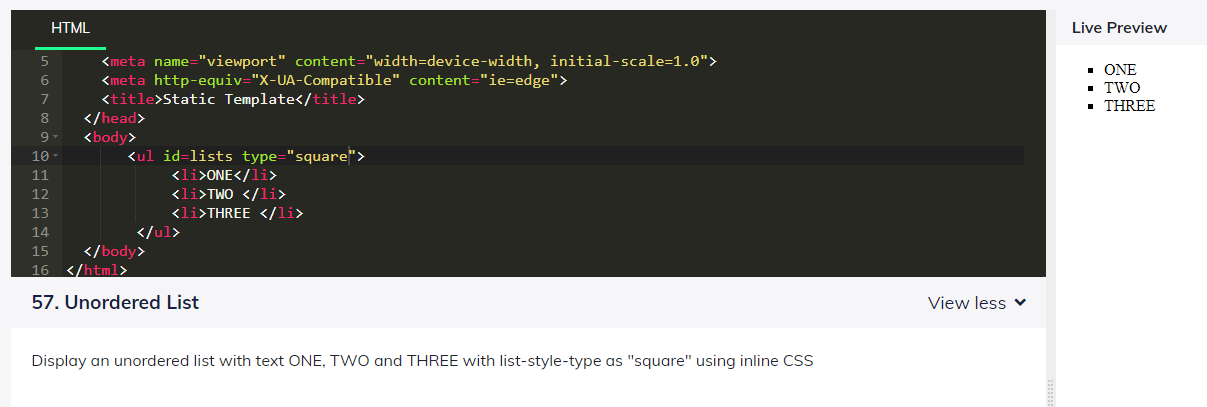 HTML
Live Preview
5 <meta name="viewport" content="width=device-width, initial-scale=1.0">
6 <meta http-equiv="X-UA-Compatible" content="ie=edge">
7 <title>Static Template</title>
8 </head>
9 <body>
10 <ul id=lists type="square">
11 <li>ONE</li>
12 <li>TWO </li>
13 <li>THREE </li>
14 </ul>
15 </body>
16 </html>
ONE
TWO
THREE
57. Unordered List
View less
Display an unordered list with text ONE, TWO and THREE with list-style-type as "square" using inline CSS